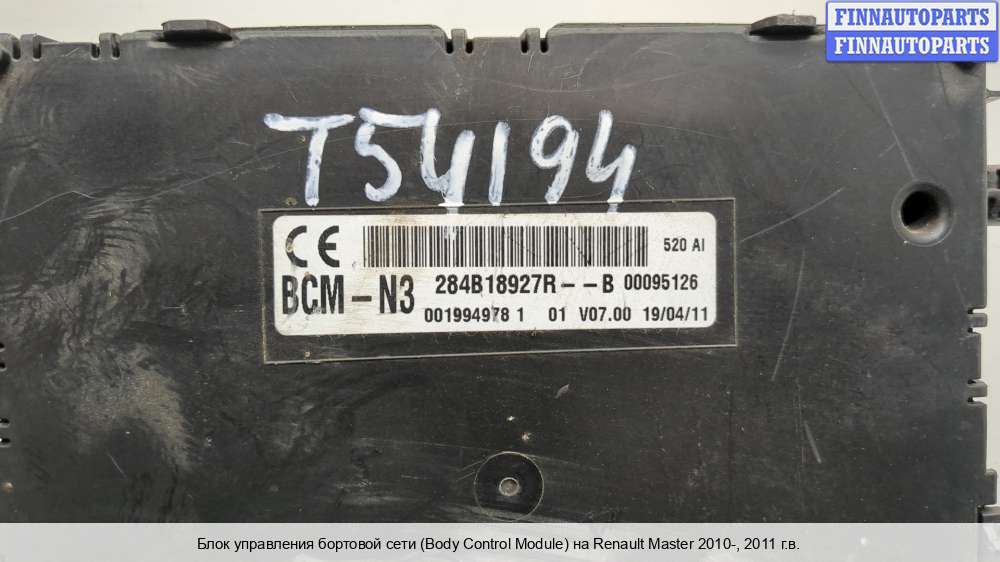 FINNAUTOPARTS
FINNAUTOPARTS
T54194
CE 520 AI
BCM-N3 284B18927R--B 00095126
001994978 1 01 V07.00 19/04/11
Блок управления бортовой сети (Body Control Module) на Renault Master 2010-, 2011 г.в.